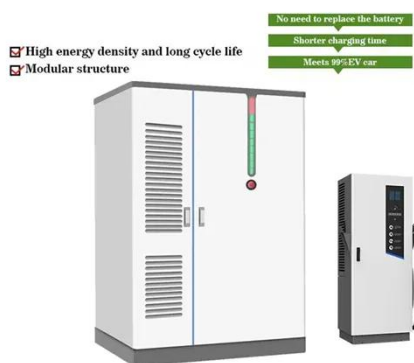 No need to replace the battery
Shorter charging time
Meets 99%EV car
High energy density and long cycle life
Modular structure